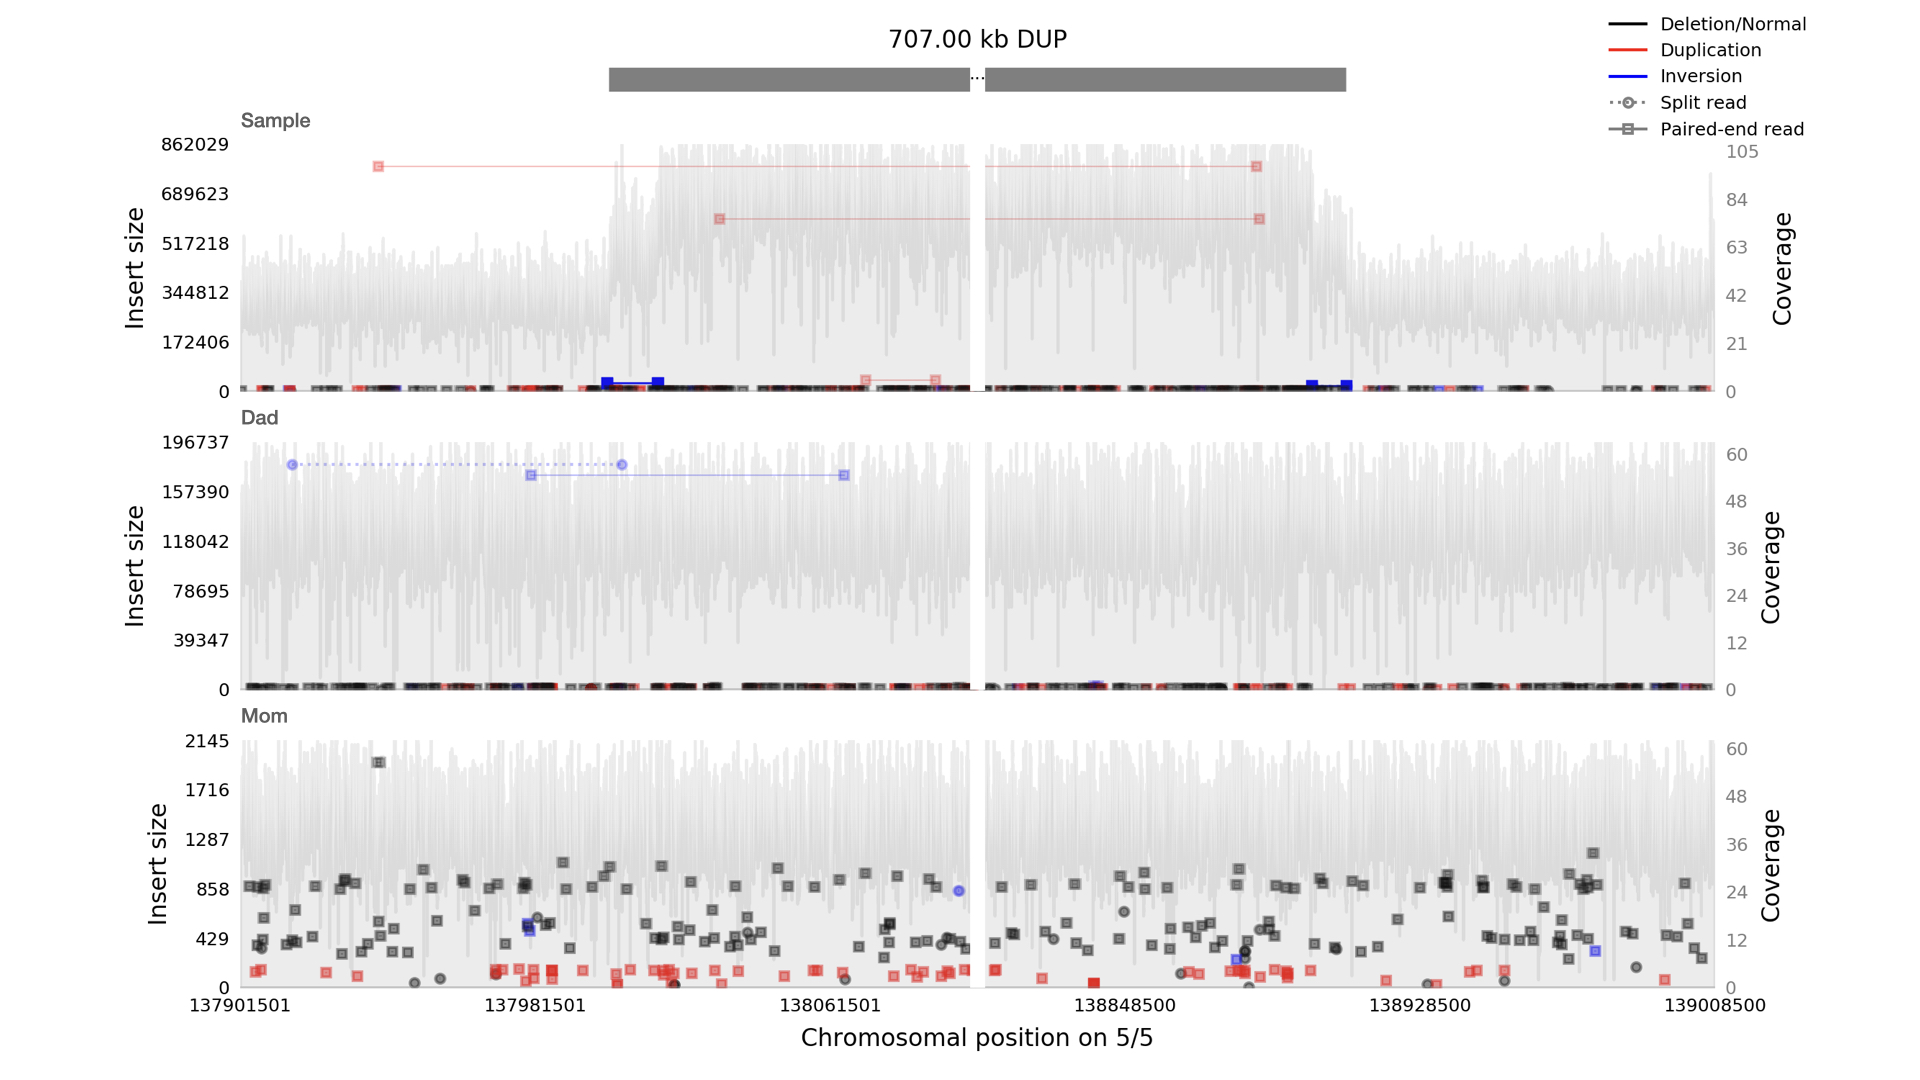 707.00 kb DUP
Deletion/Normal
Duplication
Inversion
Split read
Paired-end read
Sample
862029
689623
517218
344812
172406
0
Insert size
105
84
63
42
21
0
Coverage
Dad
196737
157390
118042
78695
39347
0
Insert size
60
48
36
24
12
0
Coverage
Mom
2145
1716
1287
858
429
0
Insert size
60
48
36
24
12
0
Coverage
137901501 137981501 138061501 138848500 138928500 139008500
Chromosomal position on 5/5